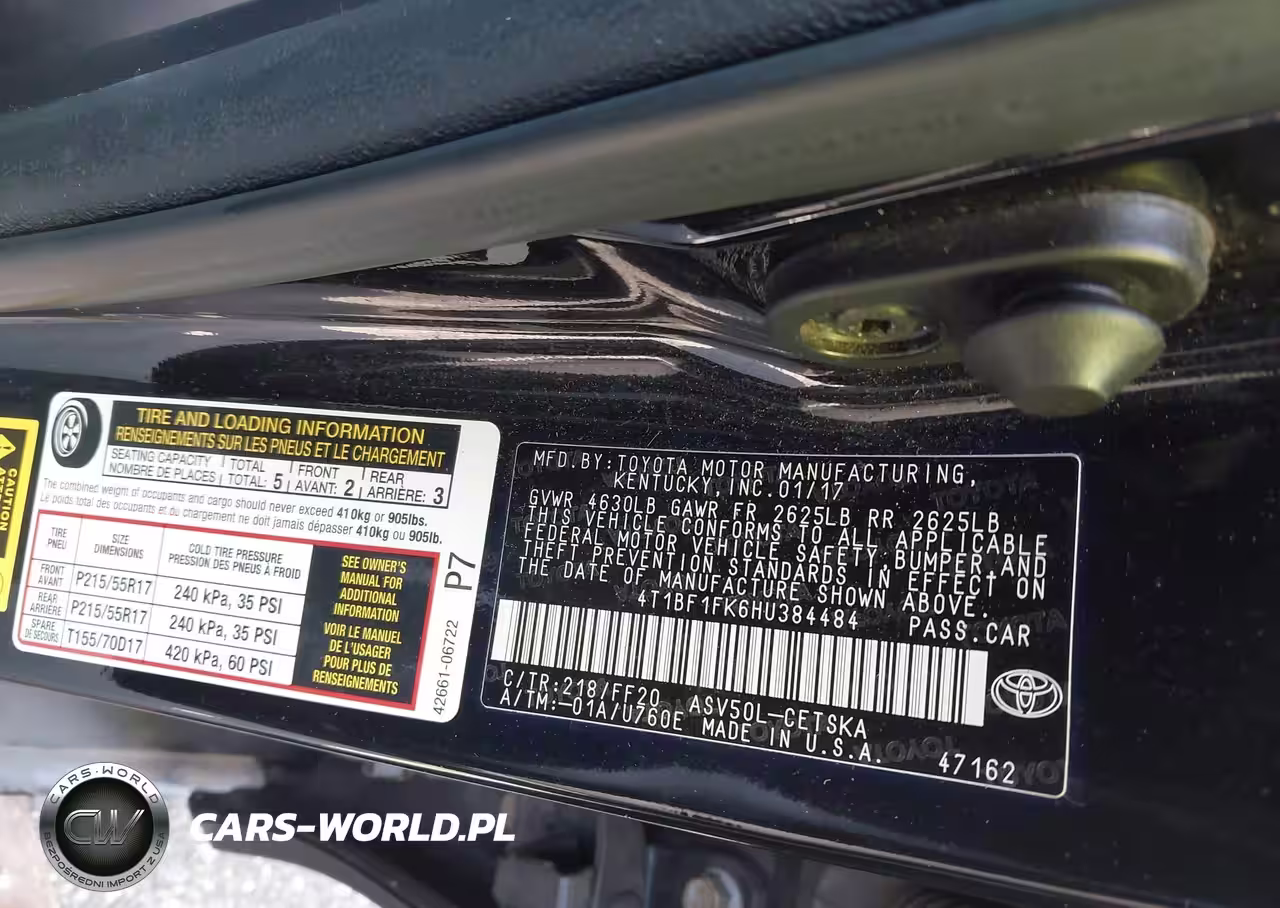 CAUTION
ATTENTION
TIRE AND LOADING INFORMATION
RENSEIGNEMENTS SUR LES PNEUS ET LE CHARGEMENT
SEATING CAPACITY TOTAL FRONT REAR
NOMBRE DE PLACES TOTAL: 5 AVANT: 2 ARRIÈRE: 3
The combined weight of occupants and cargo should never exceed 410kg or 905lbs.
Le poids total des occupants et du chargement ne doit jamais dépasser 410kg ou 905lb.
TIRE SIZE COLD TIRE PRESSURE
PNEU DIMENSIONS PRESSION DES PNEUS À FROID
FRONT
AVANT P215/55R17 240 kPa, 35 PSI
REAR
ARRIÈRE P215/55R17 240 kPa, 35 PSI
SPARE
DE SECOURS T155/70D17 420 kPa, 60 PSI
SEE OWNER'S
MANUAL FOR
ADDITIONAL
INFORMATION
VOIR LE MANUEL
DE L'USAGER
POUR PLUS DE
RENSEIGNEMENTS
P7
42661-06722
MFD.BY:TOYOTA MOTOR MANUFACTURING,
KENTUCKY,INC.01/17
GVWR 4630LB GAWR FR 2625LB RR 2625LB
THIS VEHICLE CONFORMS TO ALL APPLICABLE
FEDERAL MOTOR VEHICLE SAFETY,BUMPER,AND
THEFT PREVENTION STANDARDS IN EFFECT ON
THE DATE OF MANUFACTURE SHOWN ABOVE.
4T1BF1FK6HU384484 PASS.CAR
C/TR:218/FF20 ASV50L-CETSKA
A/TM:-01A/U760E MADE IN U.S.A.
47162
CARS-WORLD
CW
BEZPOŚREDNI IMPORT Z USA
CARS-WORLD.PL